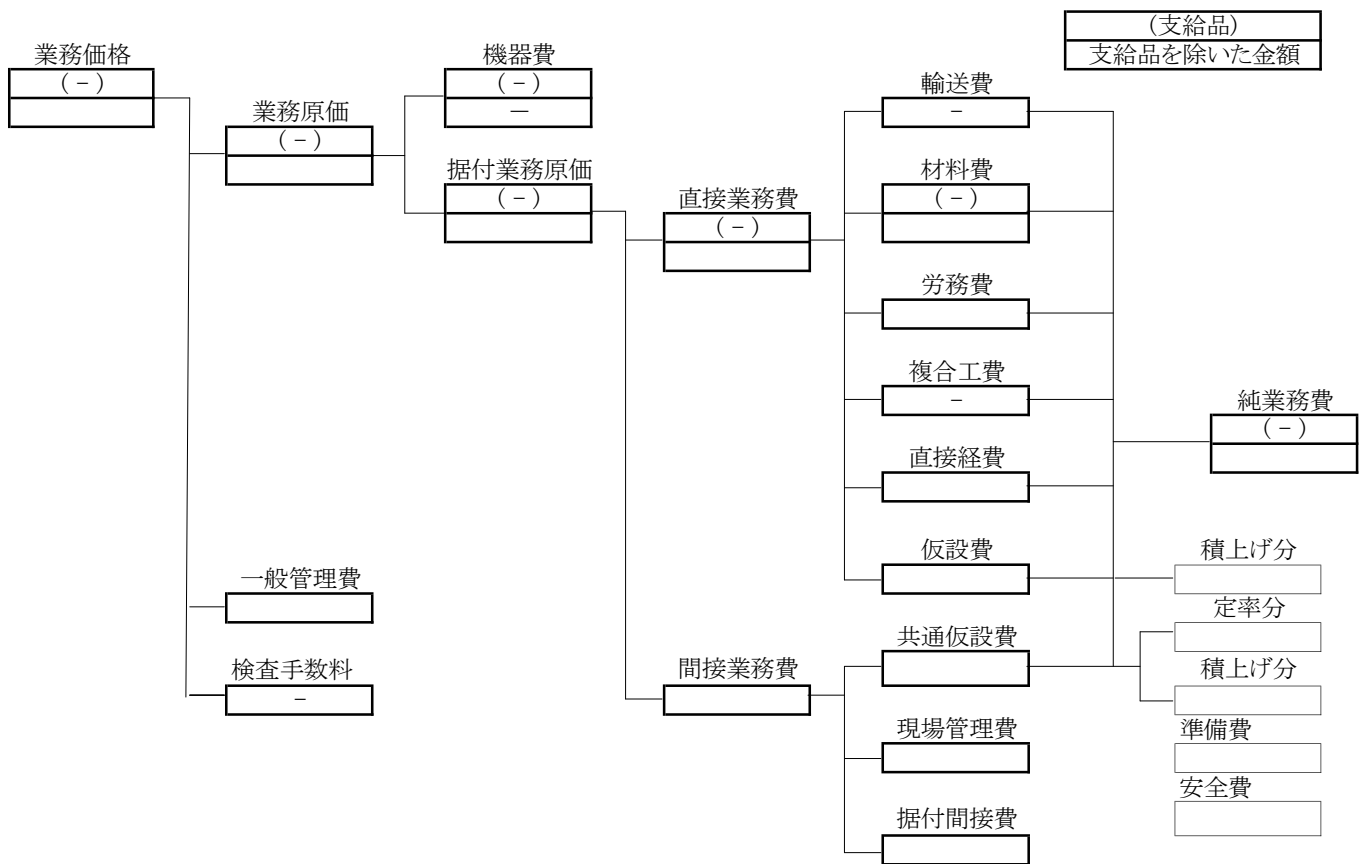 (支給品)
支給品を除いた金額
業務価格
(－)
機器費
(－)
－
輸送費
－
業務原価
(－)
据付業務原価
(－)
材料費
(－)
直接業務費
(－)
労務費
複合工費
－
純業務費
(－)
直接経費
仮設費
積上げ分
一般管理費
定率分
共通仮設費
検査手数料
－
間接業務費
積上げ分
現場管理費
準備費
安全費
据付間接費